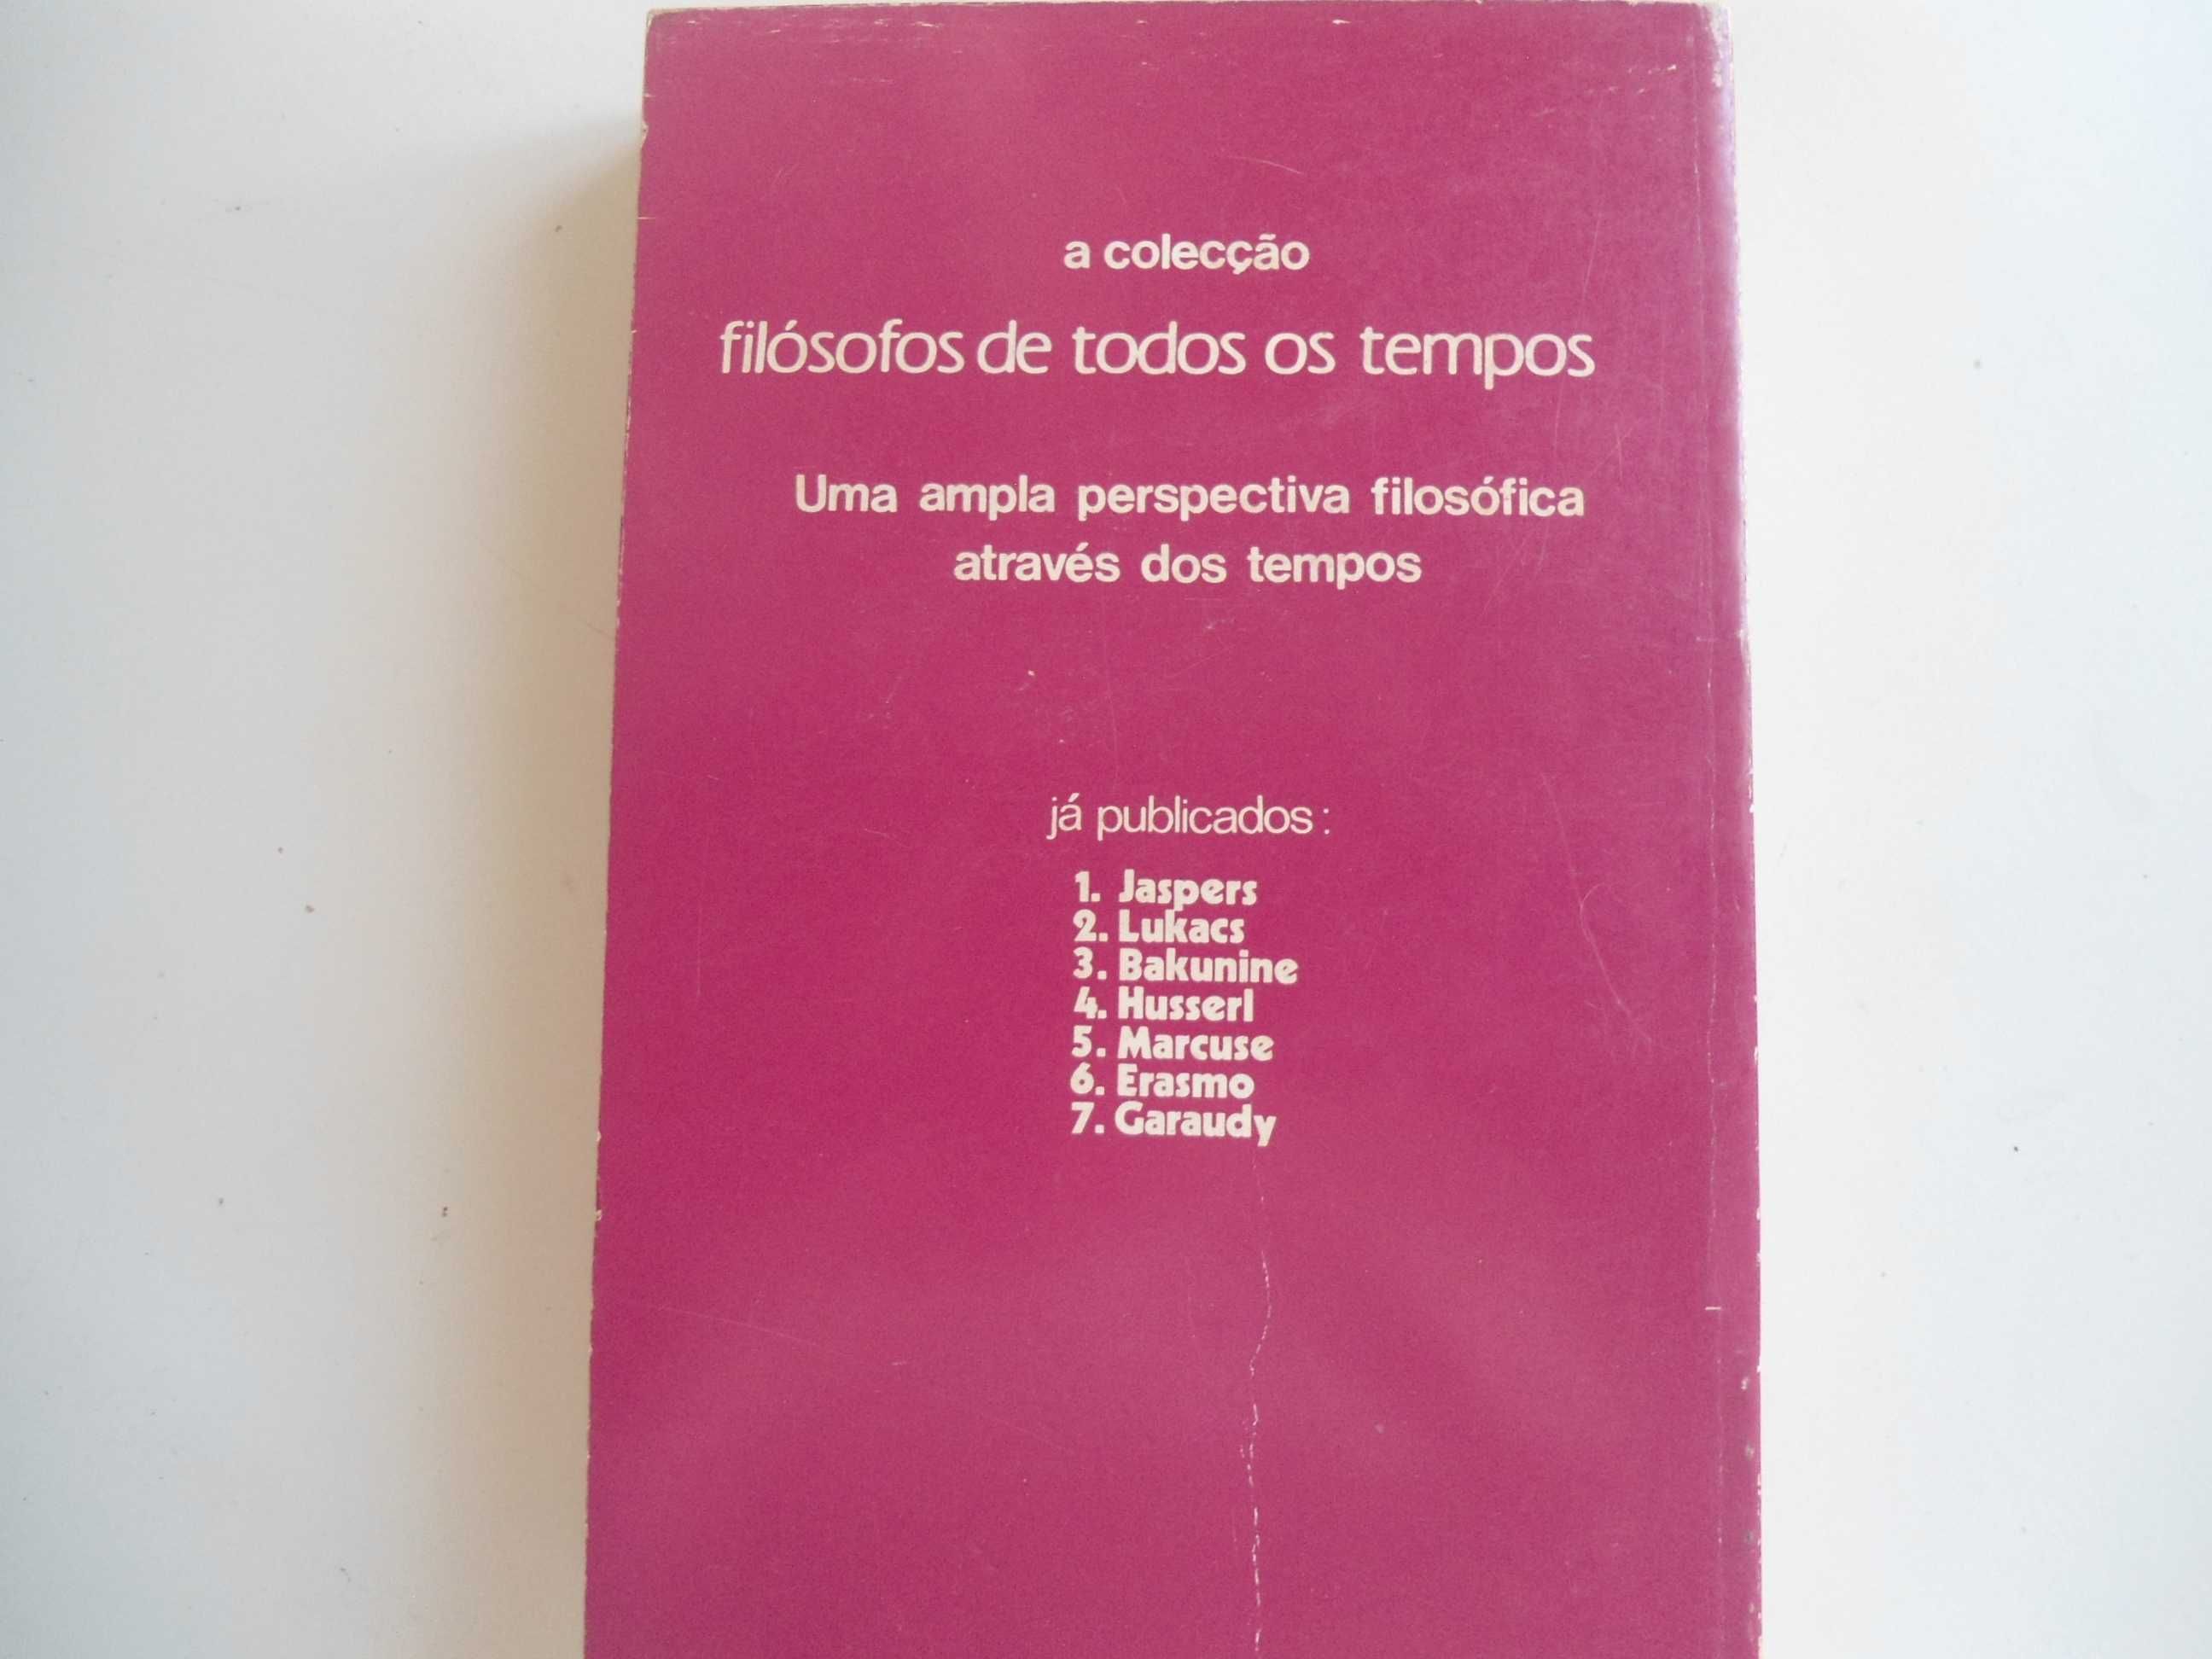 a colecção
filósofos de todos os tempos
Uma ampla perspectiva filosófica
através dos tempos
já publicados:
1. Jaspers
2. Lukacs
3. Bakunine
4. Husserl
5. Marcuse
6. Erasmo
7. Garaudy